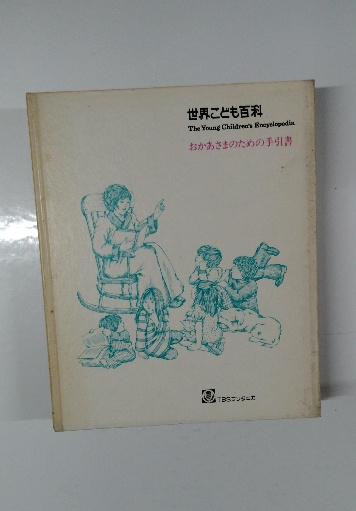 世界こども百科
The Young Children's Encyclopedia
おかあさまのための手引書
TBSブリタニカ